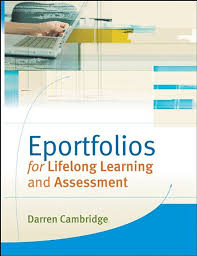 Eportfolios
for Lifelong Learning
and Assessment
Darren Cambridge